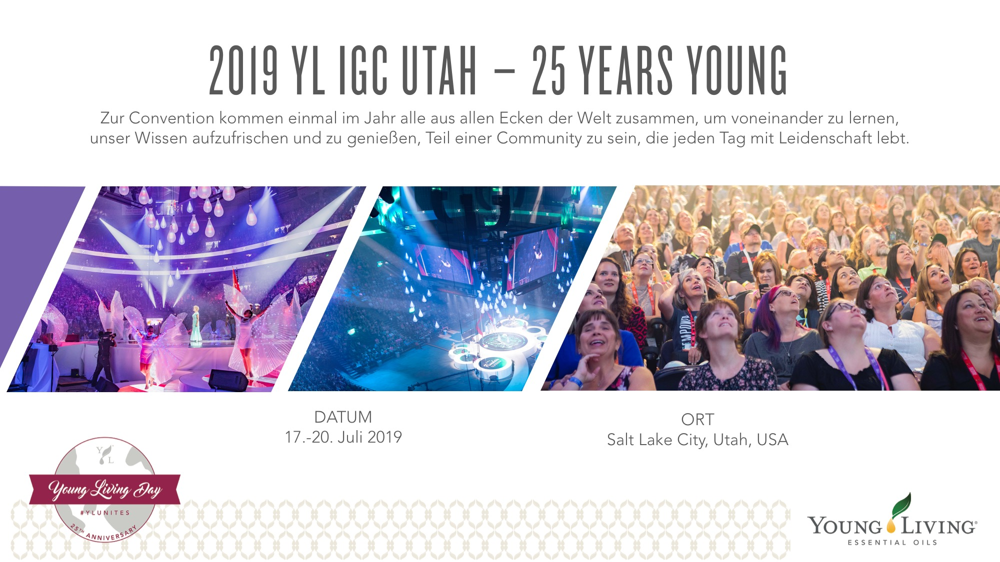 2019 YL IGC UTAH – 25 YEARS YOUNG
Zur Convention kommen einmal im Jahr alle aus allen Ecken der Welt zusammen, um voneinander zu lernen,
unser Wissen aufzufrischen und zu genießen, Teil einer Community zu sein, die jeden Tag mit Leidenschaft lebt.
EMPOWER
DATUM
17.-20. Juli 2019
ORT
Salt Lake City, Utah, USA
Y L
Young Living Day
#YLUNITES
25TH ANNIVERSARY
YOUNG LIVING®
ESSENTIAL OILS